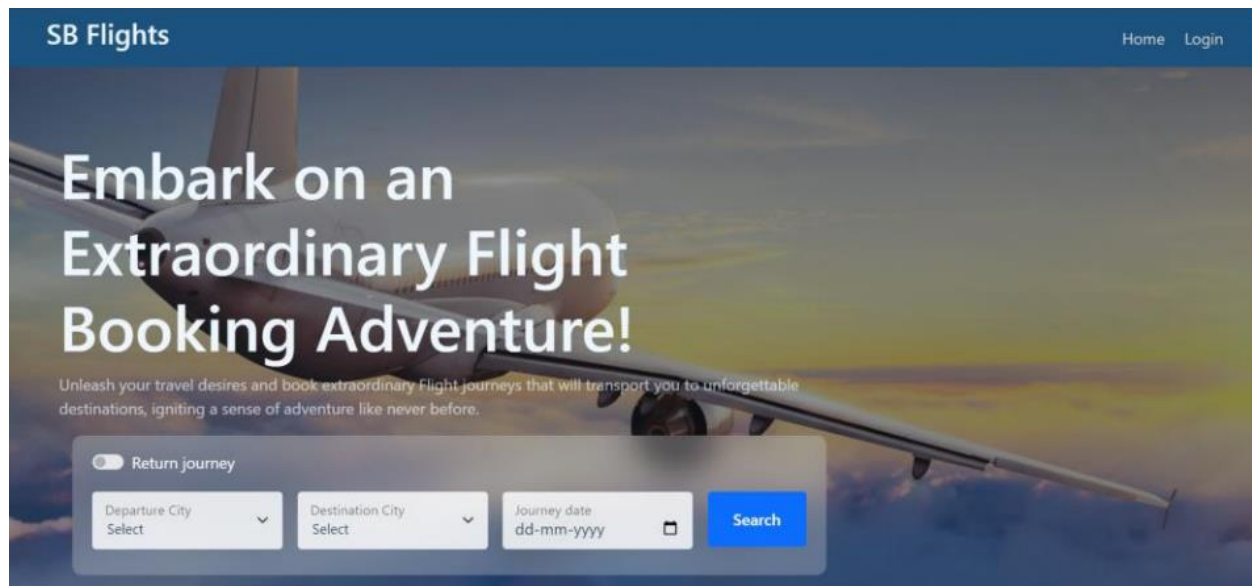 SB Flights
Home Login
Embark on an
Extraordinary Flight
Booking Adventure!
Unleash your travel desires and book extraordinary Flight journeys that will transport you to unforgettable
destinations, igniting a sense of adventure like never before.
Return journey
Departure City
Select
Destination City
Select
Journey date
dd-mm-yyyy
Search